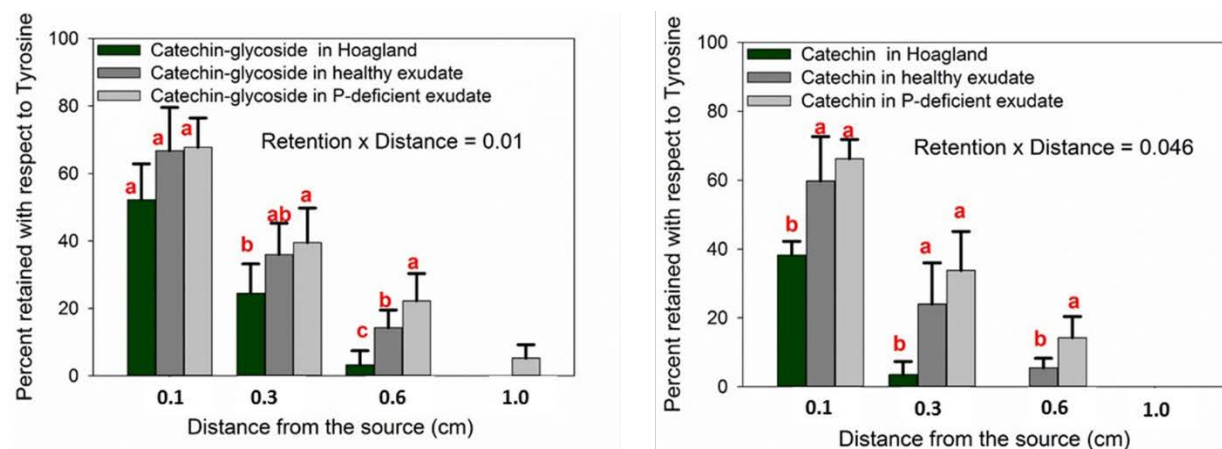 Percent retained with respect to Tyrosine
100
80
60
40
20
0
Catechin-glycoside in Hoagland
Catechin-glycoside in healthy exudate
Catechin-glycoside in P-deficient exudate
Retention x Distance = 0.01
a
a
a
b
ab
a
c
b
a
0.1
0.3
0.6
1.0
Distance from the source (cm)
Percent retained with respect to Tyrosine
100
80
60
40
20
0
Catechin in Hoagland
Catechin in healthy exudate
Catechin in P-deficient exudate
Retention x Distance = 0.046
b
a
a
b
a
a
b
a
0.1
0.3
0.6
1.0
Distance from the source (cm)